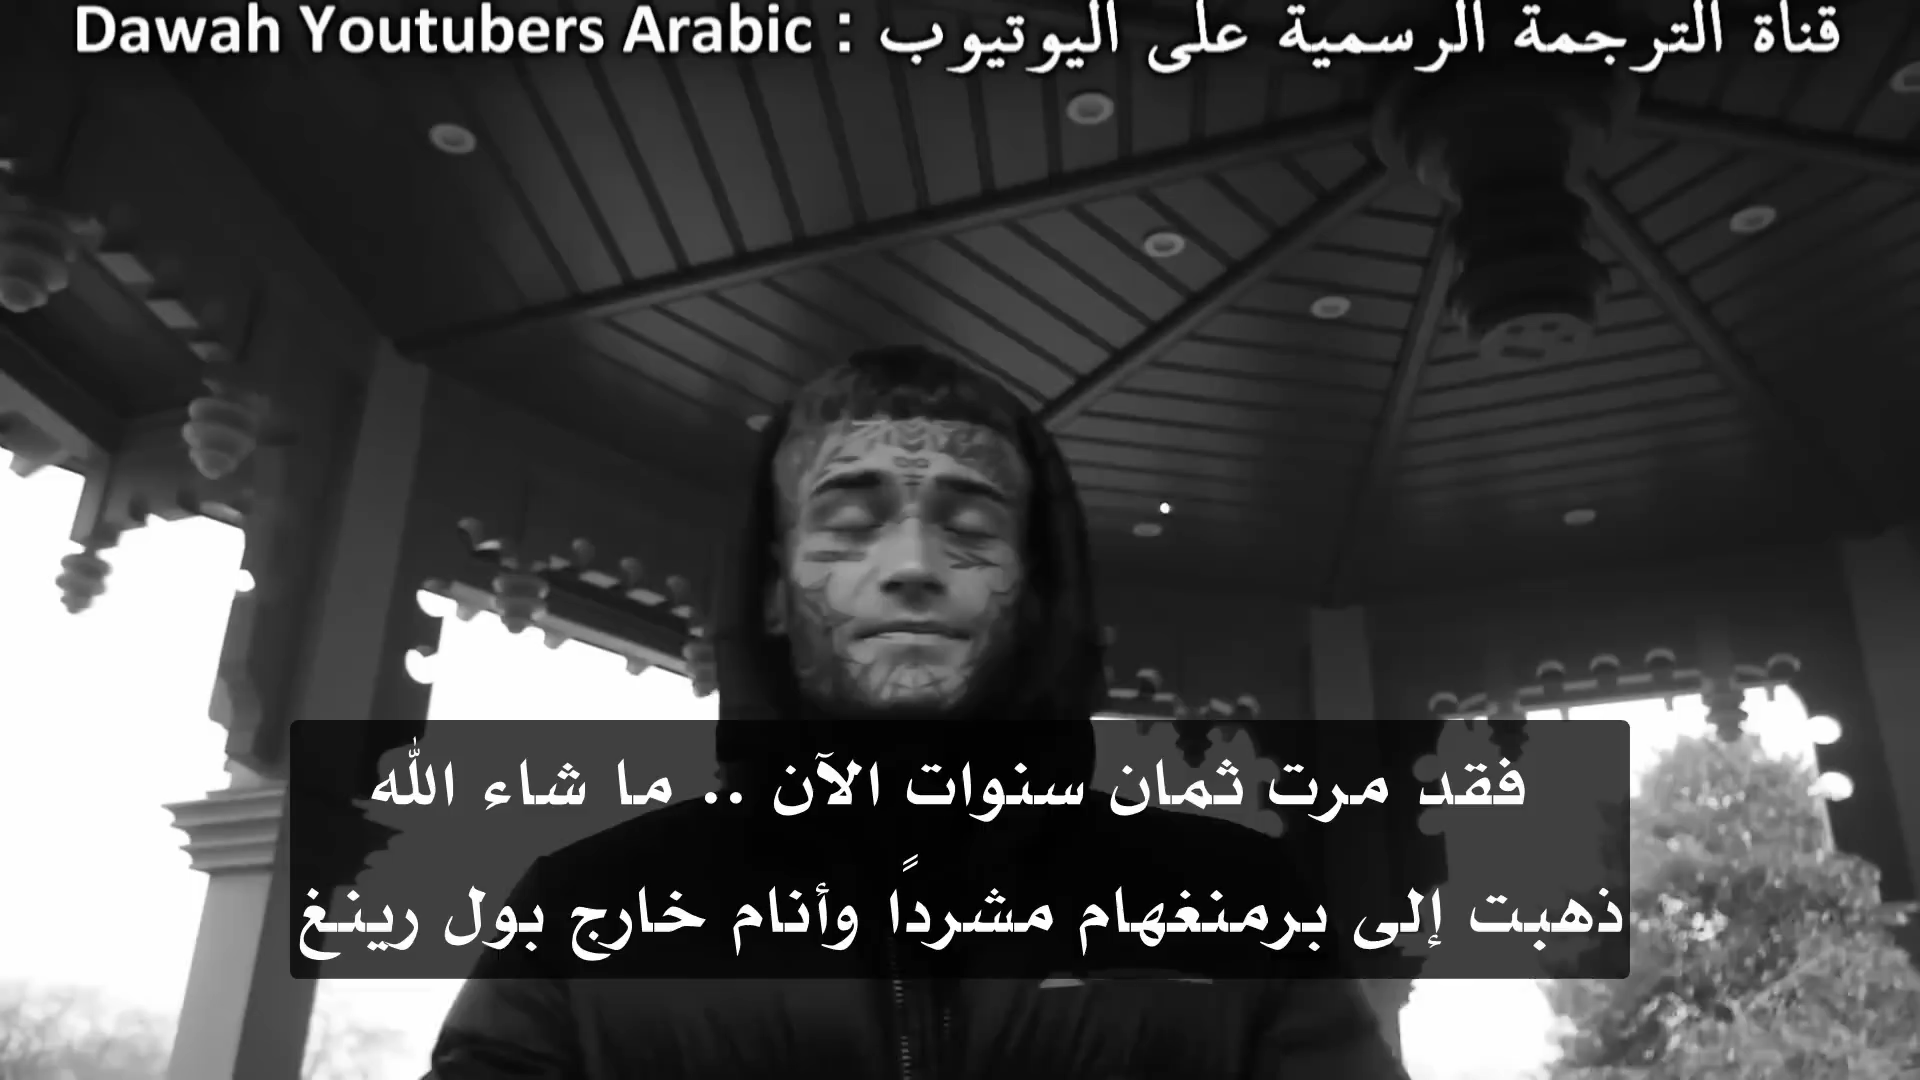 قناة الترجمة الرسمية على اليوتيوب : Dawah Youtubers Arabic
فقد مرت ثمان سنوات الآن .. ما شاء الله
ذهبت إلى برمنغهام مشرداً وأنام خارج بول رينغ